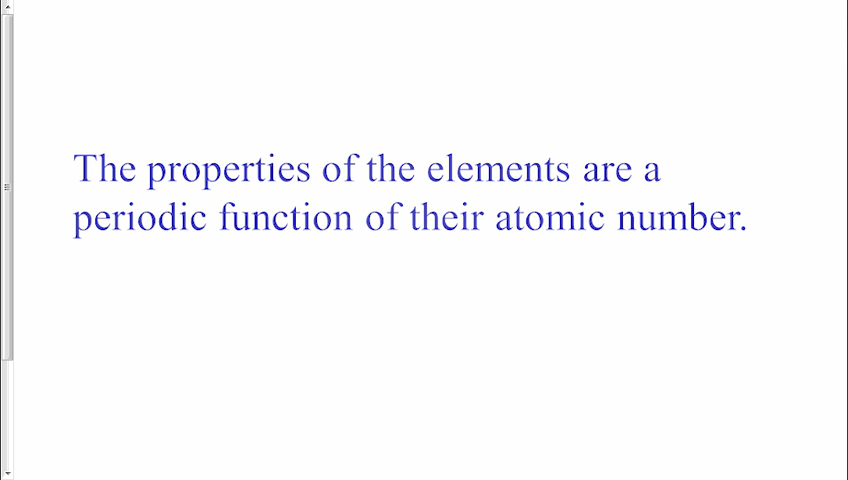 The properties of the elements are a
periodic function of their atomic number.